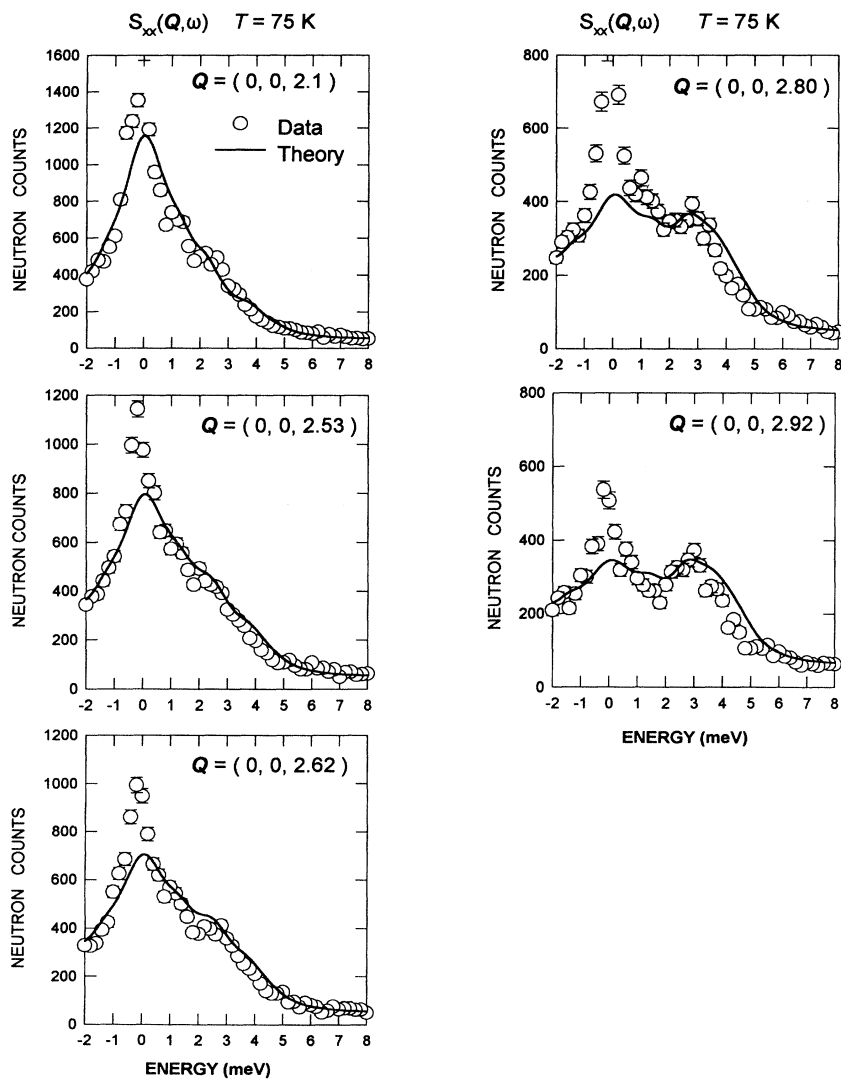 S_xx(Q,ω) T = 75 K
1600
1400
1200
1000
800
600
400
200
0
NEUTRON COUNTS
Q = ( 0, 0, 2.1 )
Data
Theory
-2 -1 0 1 2 3 4 5 6 7 8
1200
1000
800
600
400
200
0
NEUTRON COUNTS
Q = ( 0, 0, 2.53 )
-2 -1 0 1 2 3 4 5 6 7 8
1200
1000
800
600
400
200
0
NEUTRON COUNTS
Q = ( 0, 0, 2.62 )
-2 -1 0 1 2 3 4 5 6 7 8
ENERGY (meV)
S_xx(Q,ω) T = 75 K
800
600
400
200
0
NEUTRON COUNTS
Q = ( 0, 0, 2.80 )
-2 -1 0 1 2 3 4 5 6 7 8
800
600
400
200
0
NEUTRON COUNTS
Q = ( 0, 0, 2.92 )
-2 -1 0 1 2 3 4 5 6 7 8
ENERGY (meV)